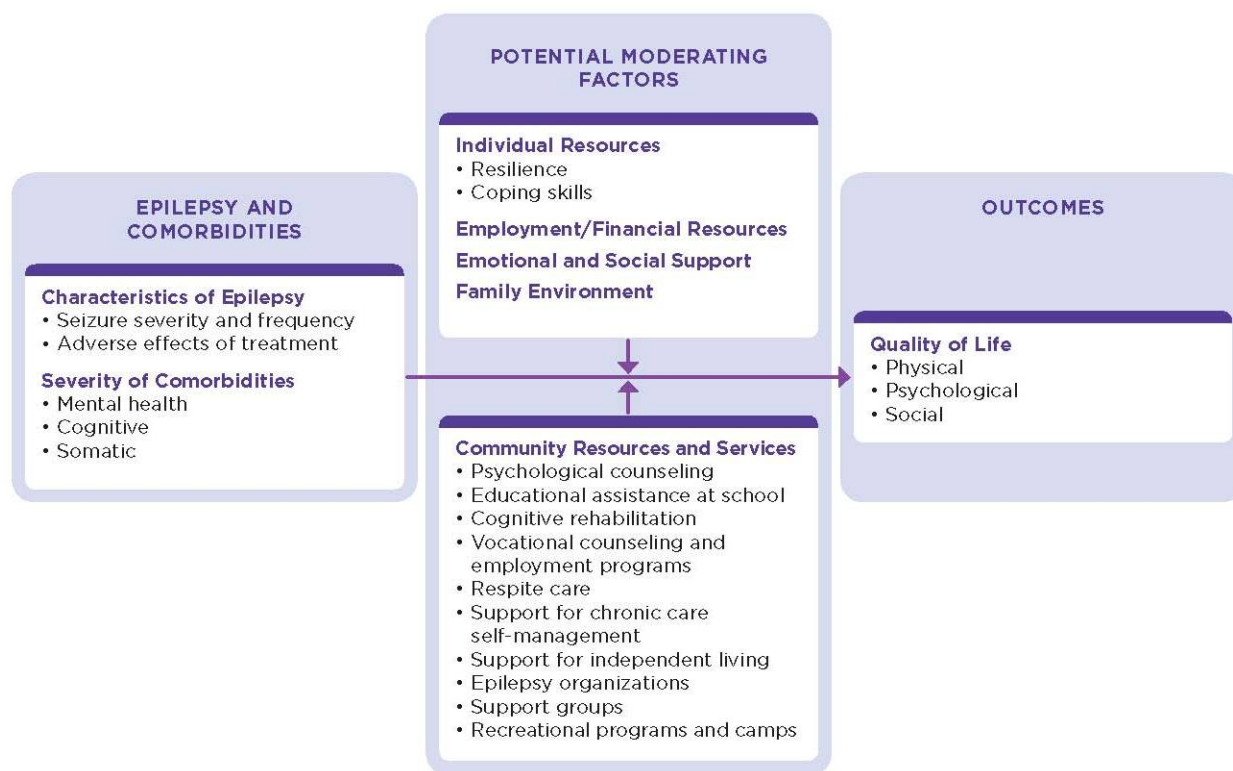 POTENTIAL MODERATING
FACTORS
Individual Resources
• Resilience
• Coping skills
Employment/Financial Resources
Emotional and Social Support
Family Environment
EPILEPSY AND
COMORBIDITIES
Characteristics of Epilepsy
• Seizure severity and frequency
• Adverse effects of treatment
Severity of Comorbidities
• Mental health
• Cognitive
• Somatic
OUTCOMES
Quality of Life
• Physical
• Psychological
• Social
Community Resources and Services
• Psychological counseling
• Educational assistance at school
• Cognitive rehabilitation
• Vocational counseling and
employment programs
• Respite care
• Support for chronic care
self-management
• Support for independent living
• Epilepsy organizations
• Support groups
• Recreational programs and camps